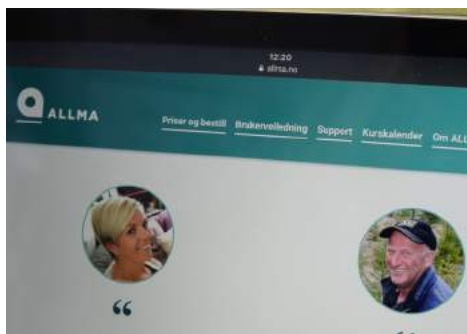 12:20
allma.no
ALLMA
Priser og bestill Brukerveiledning Support Kurskalender Om ALL
“